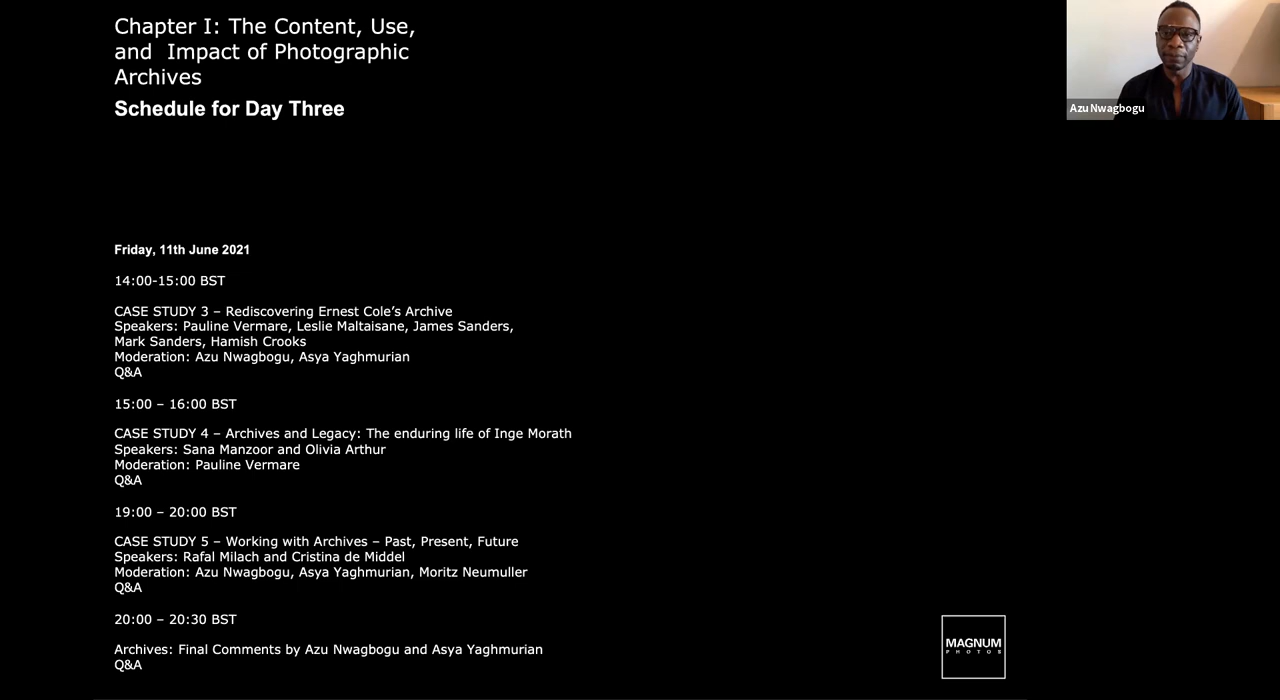 Chapter I: The Content, Use,
and Impact of Photographic
Archives
Schedule for Day Three
Azu Nwagbogu
Friday, 11th June 2021
14:00-15:00 BST
CASE STUDY 3 – Rediscovering Ernest Cole’s Archive
Speakers: Pauline Vermare, Leslie Maltaisane, James Sanders,
Mark Sanders, Hamish Crooks
Moderation: Azu Nwagbogu, Asya Yaghmurian
Q&A
15:00 – 16:00 BST
CASE STUDY 4 – Archives and Legacy: The enduring life of Inge Morath
Speakers: Sana Manzoor and Olivia Arthur
Moderation: Pauline Vermare
Q&A
19:00 – 20:00 BST
CASE STUDY 5 – Working with Archives – Past, Present, Future
Speakers: Rafal Milach and Cristina de Middel
Moderation: Azu Nwagbogu, Asya Yaghmurian, Moritz Neumuller
Q&A
20:00 – 20:30 BST
Archives: Final Comments by Azu Nwagbogu and Asya Yaghmurian
Q&A
MAGNUM
PHOTOS